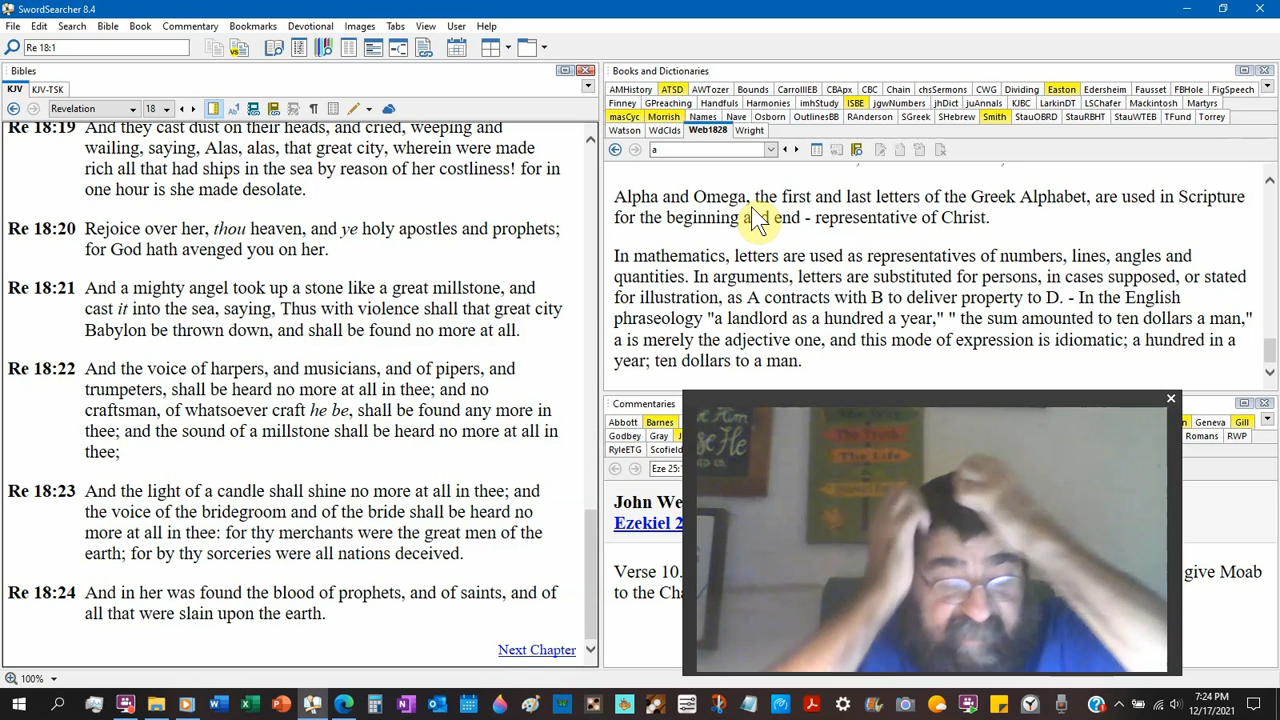 SwordSearcher 8.4
File Edit Search Bible Book Commentary Bookmarks Devotional Images Tabs View User Help
Re 18:1
Bibles
KJV KJV-TSK
Revelation 18
Re 18:19 And they cast dust on their heads, and cried, weeping and
wailing, saying, Alas, alas, that great city, wherein were made
rich all that had ships in the sea by reason of her costliness! for in
one hour is she made desolate.
Re 18:20 Rejoice over her, thou heaven, and ye holy apostles and prophets;
for God hath avenged you on her.
Re 18:21 And a mighty angel took up a stone like a great millstone, and
cast it into the sea, saying, Thus with violence shall that great city
Babylon be thrown down, and shall be found no more at all.
Re 18:22 And the voice of harpers, and musicians, and of pipers, and
trumpeters, shall be heard no more at all in thee; and no
craftsman, of whatsoever craft he be, shall be found any more in
thee; and the sound of a millstone shall be heard no more at all in
thee;
Re 18:23 And the light of a candle shall shine no more at all in thee; and
the voice of the bridegroom and of the bride shall be heard no
more at all in thee: for thy merchants were the great men of the
earth; for by thy sorceries were all nations deceived.
Re 18:24 And in her was found the blood of prophets, and of saints, and of
all that were slain upon the earth.
Next Chapter
100%
Books and Dictionaries
AMHistory ATSD AWTozer Bounds CarrollIEB CBApx CBC Chain chsSermons CWG Dividing Easton Edersheim Fausset FBHole FigSpeech
Finney GPreaching Handfuls Harmonies imhStudy ISBE jgwNumbers jhDict juAnnals KJBC LarkinDT LSChafer Mackintosh Martyrs
masCyc Morrish Names Nave Osborn OutlinesBB RAnderson SGreek SHebrew Smith StauOBRD StauRBHT StauWTEB TFund Torrey
Watson WdClds Web1828 Wright
a
Alpha and Omega, the first and last letters of the Greek Alphabet, are used in Scripture
for the beginning and end - representative of Christ.
In mathematics, letters are used as representatives of numbers, lines, angles and
quantities. In arguments, letters are substituted for persons, in cases supposed, or stated
for illustration, as A contracts with B to deliver property to D. - In the English
phraseology "a landlord as a hundred a year," " the sum amounted to ten dollars a man,"
a is merely the adjective one, and this mode of expression is idiomatic; a hundred in a
year; ten dollars to a man.
Commentaries
Abbott Barnes Geneva Gill
Godbey Gray Romans RWP
RyleETG Scofield
Eze 25:
John We
Ezekiel 2
Verse 10. give Moab
to the Cha
The Truth
The Life
7:24 PM
12/17/2021